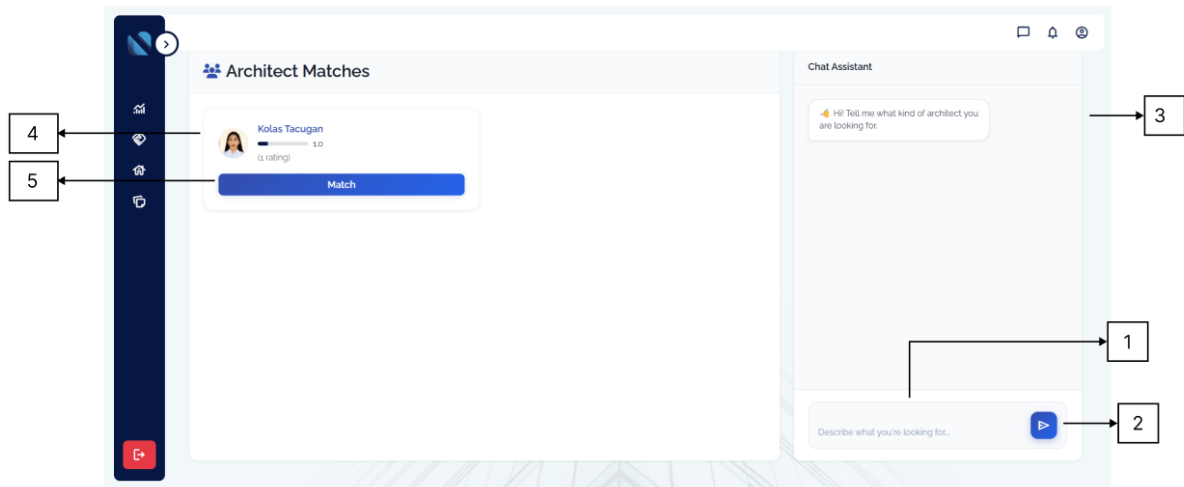 Architect Matches
Kolas Tacugan
1.0
(1 rating)
Match
Chat Assistant
Hi! Tell me what kind of architect you
are looking for.
Describe what you're looking for...
4
5
3
1
2